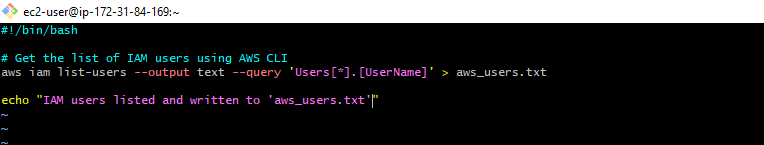 ec2-user@ip-172-31-84-169:~
#!/bin/bash
# Get the list of IAM users using AWS CLI
aws iam list-users --output text --query 'Users[*].[UserName]' > aws_users.txt
echo "IAM users listed and written to 'aws_users.txt'"
~
~
~